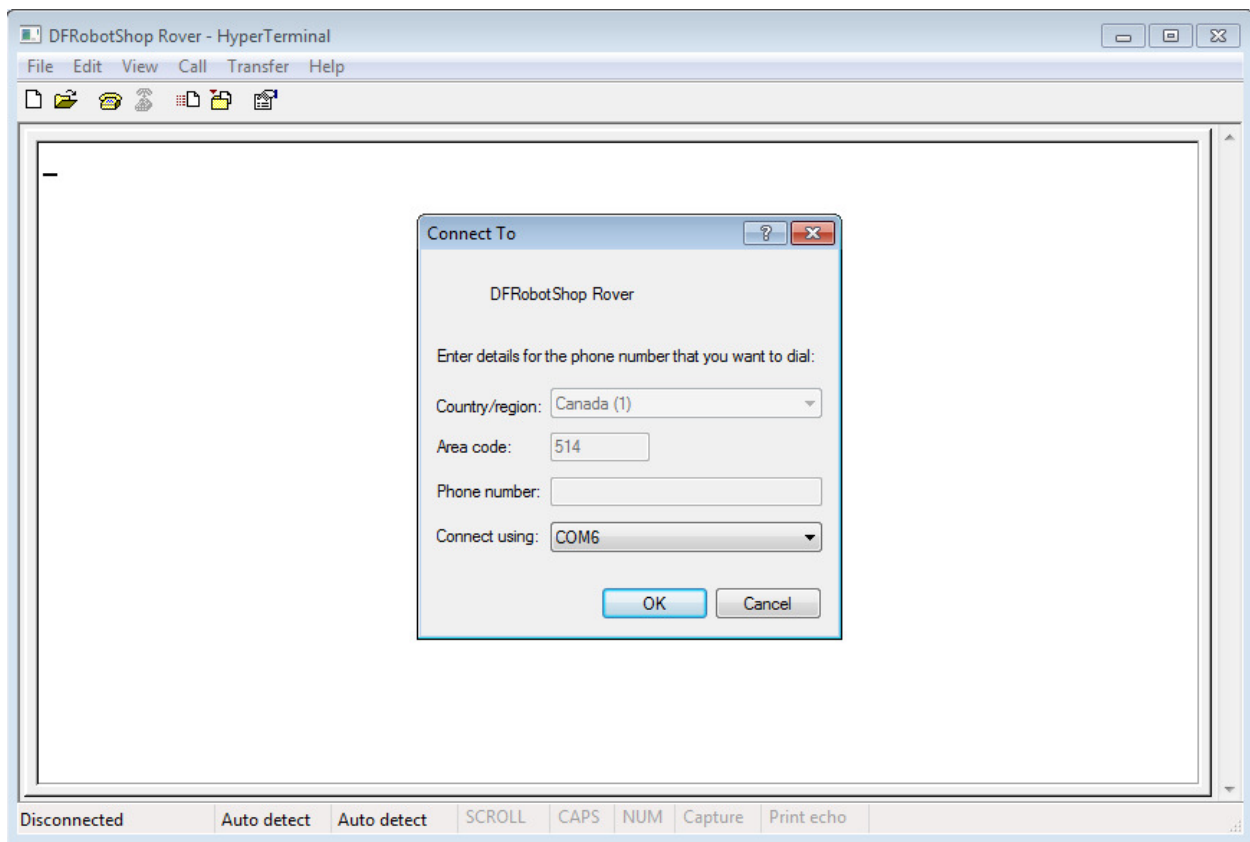 DFRobotShop Rover - HyperTerminal
File Edit View Call Transfer Help
Connect To
DFRobotShop Rover
Enter details for the phone number that you want to dial:
Country/region: Canada (1)
Area code: 514
Phone number:
Connect using: COM6
OK Cancel
Disconnected Auto detect Auto detect SCROLL CAPS NUM Capture Print echo